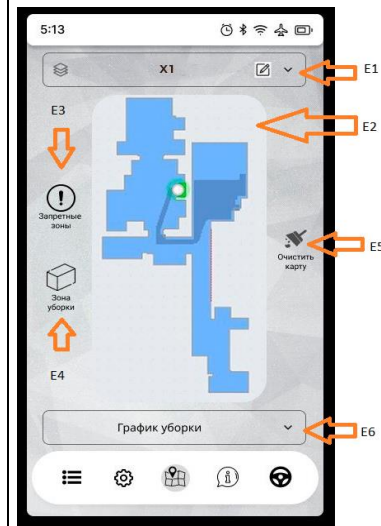 5:13
X1
E1
E2
E3
Запретные
зоны
Очистить
карту
E5
Зона
уборки
E4
График уборки
E6